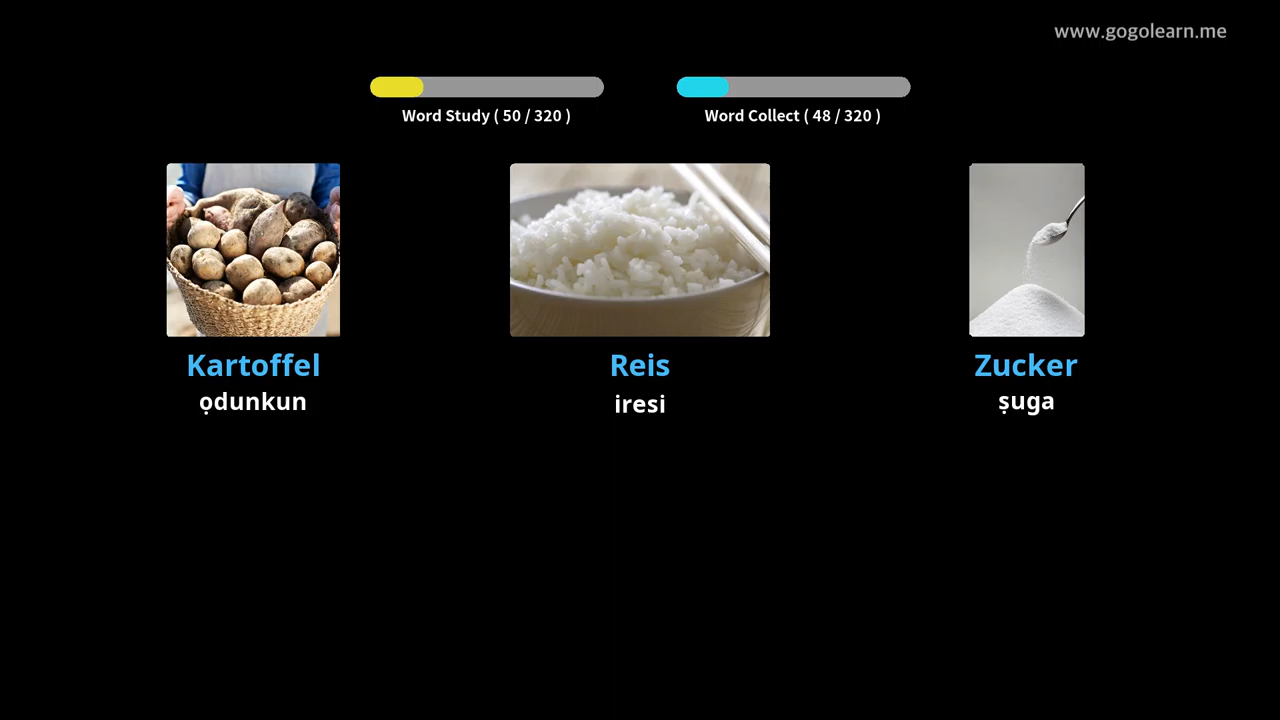 www.gogolearn.me
Word Study ( 50 / 320 )
Word Collect ( 48 / 320 )
Kartoffel
ọdunkun
Reis
iresi
Zucker
ṣuga